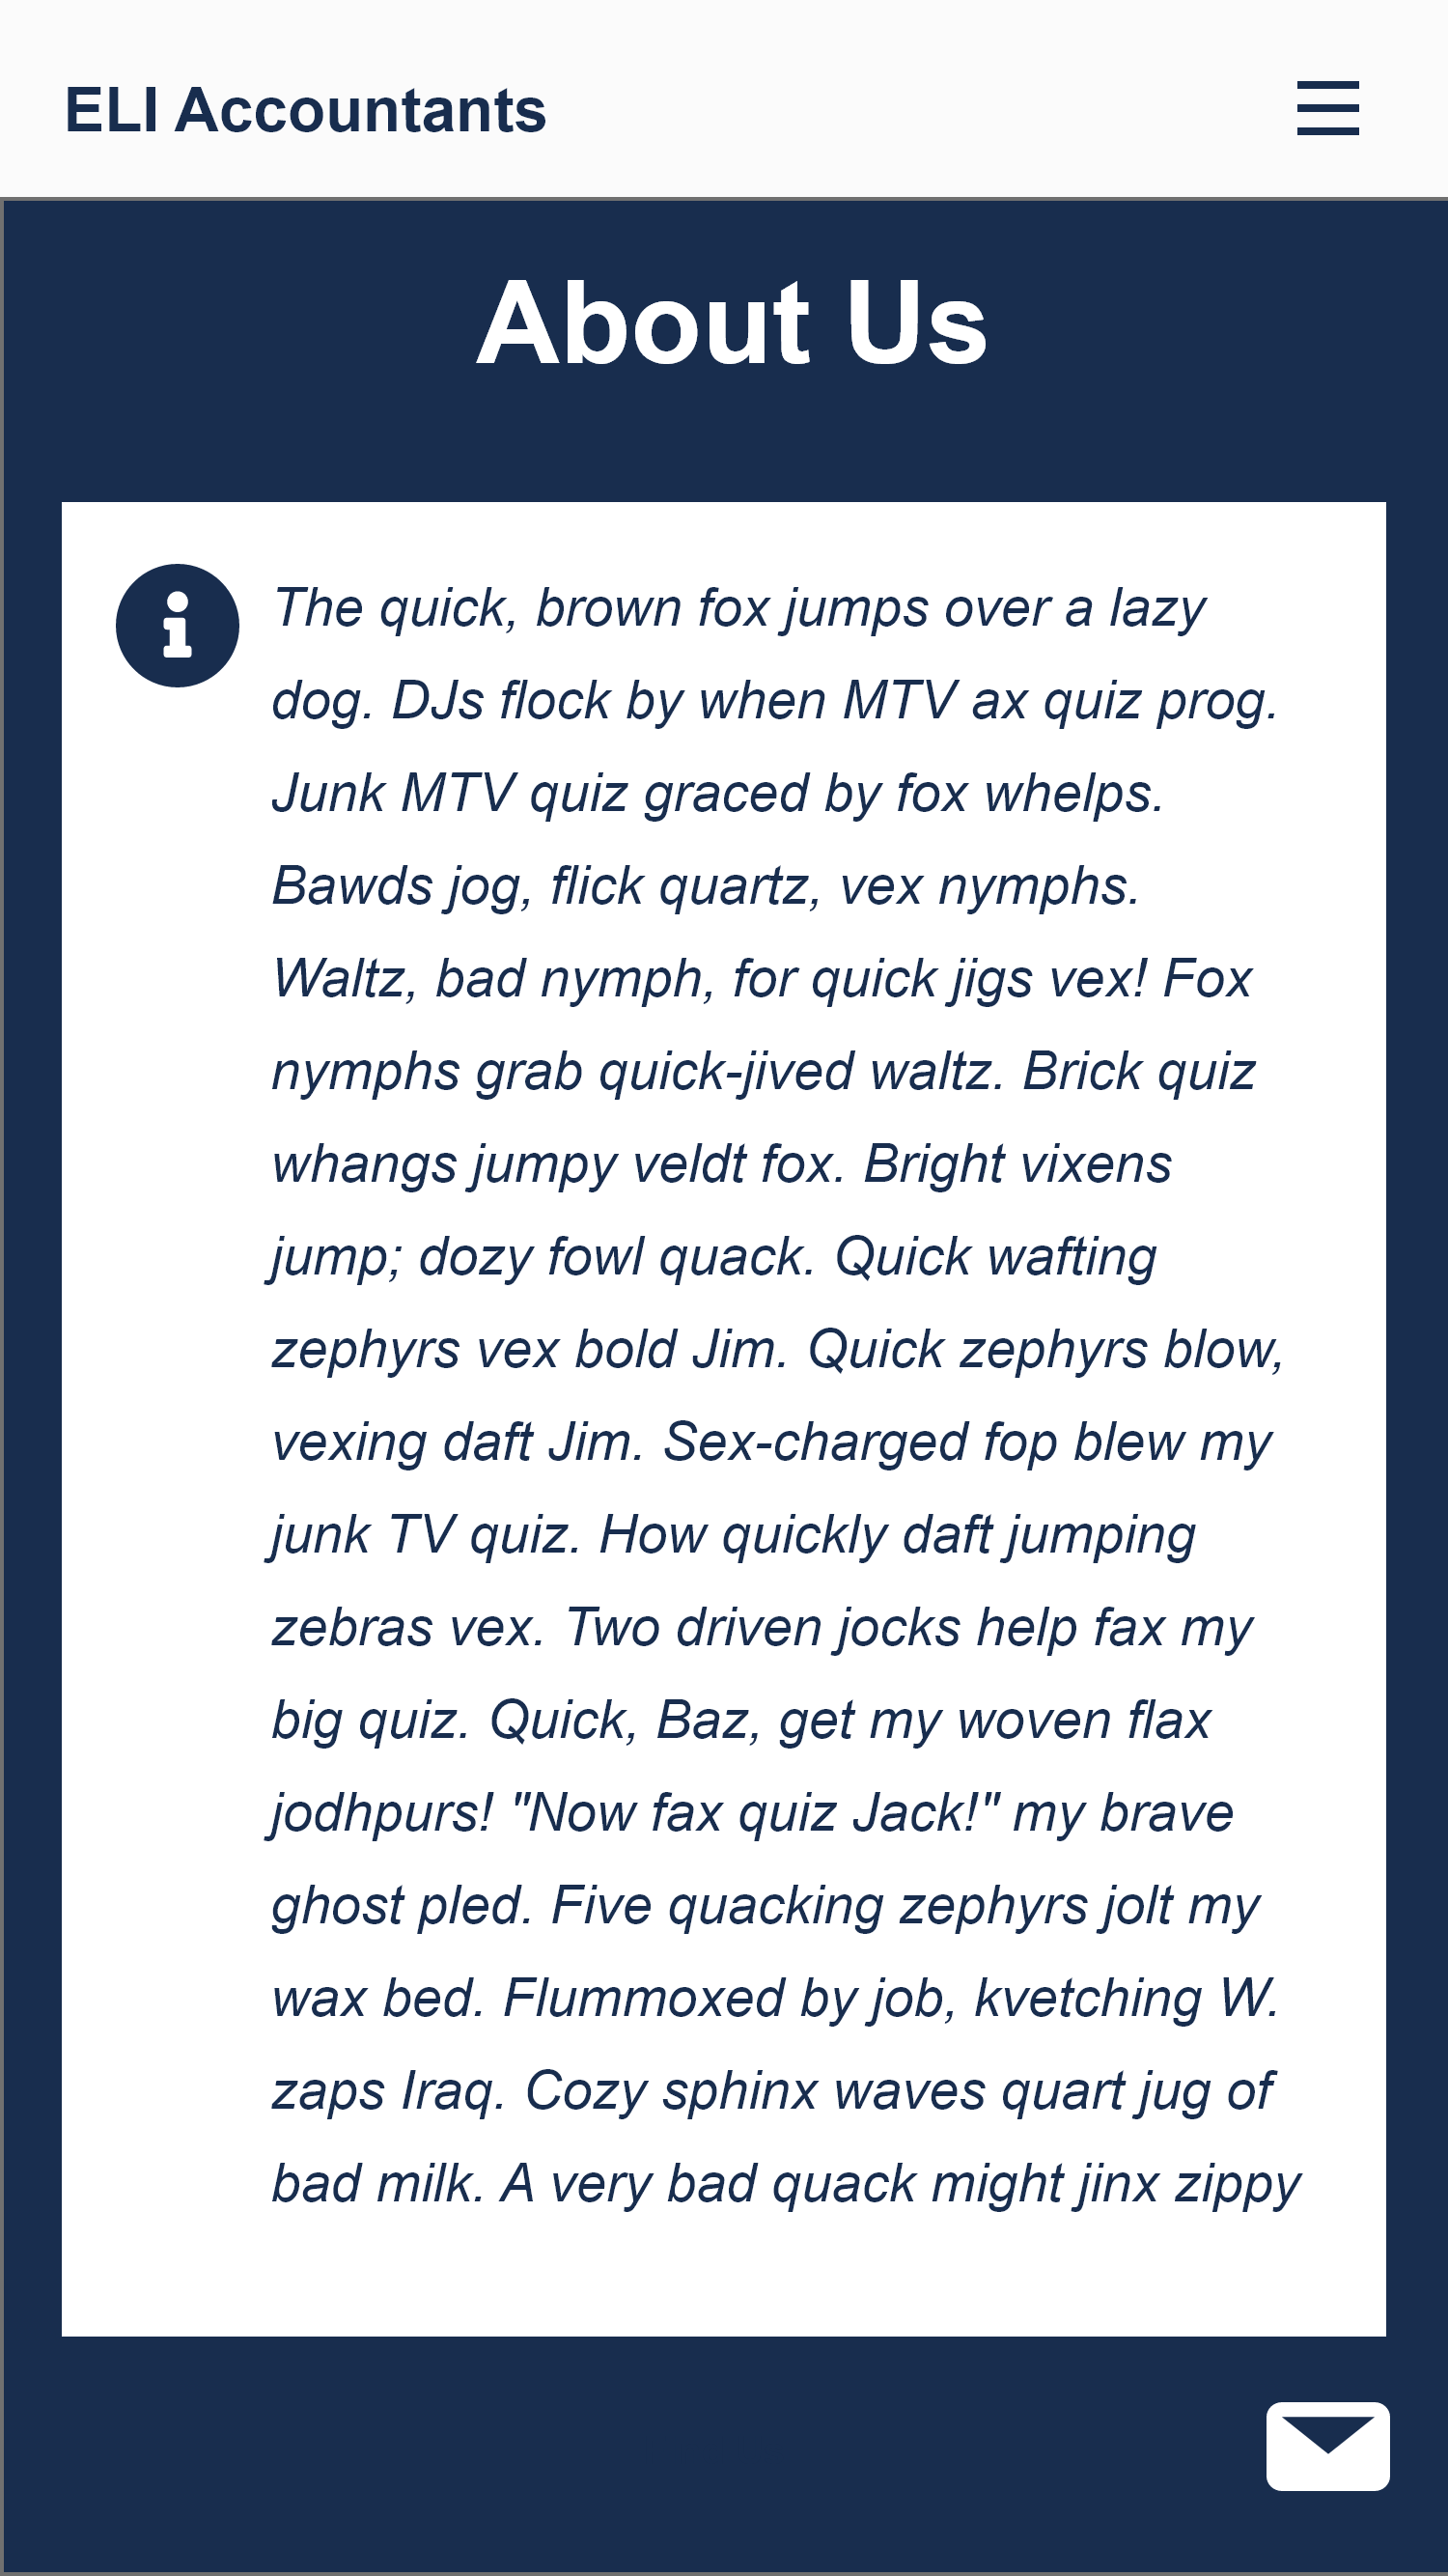 ELI Accountants
About Us
The quick, brown fox jumps over a lazy
dog. DJs flock by when MTV ax quiz prog.
Junk MTV quiz graced by fox whelps.
Bawds jog, flick quartz, vex nymphs.
Waltz, bad nymph, for quick jigs vex! Fox
nymphs grab quick-jived waltz. Brick quiz
whangs jumpy veldt fox. Bright vixens
jump; dozy fowl quack. Quick wafting
zephyrs vex bold Jim. Quick zephyrs blow,
vexing daft Jim. Sex-charged fop blew my
junk TV quiz. How quickly daft jumping
zebras vex. Two driven jocks help fax my
big quiz. Quick, Baz, get my woven flax
jodhpurs! "Now fax quiz Jack!" my brave
ghost pled. Five quacking zephyrs jolt my
wax bed. Flummoxed by job, kvetching W.
zaps Iraq. Cozy sphinx waves quart jug of
bad milk. A very bad quack might jinx zippy